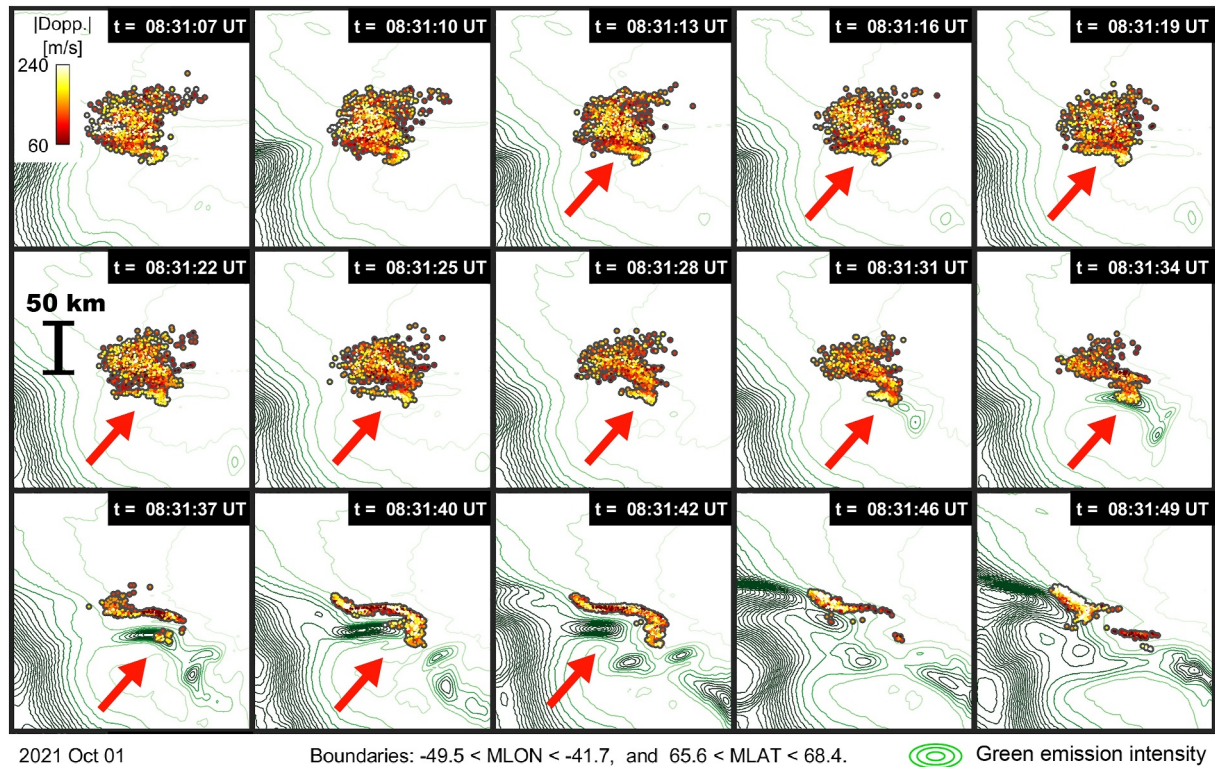 |Dopp.|
[m/s]
240
60
t = 08:31:07 UT
t = 08:31:10 UT
t = 08:31:13 UT
t = 08:31:16 UT
t = 08:31:19 UT
t = 08:31:22 UT
t = 08:31:25 UT
t = 08:31:28 UT
t = 08:31:31 UT
t = 08:31:34 UT
50 km
t = 08:31:37 UT
t = 08:31:40 UT
t = 08:31:42 UT
t = 08:31:46 UT
t = 08:31:49 UT
2021 Oct 01
Boundaries: -49.5 < MLON < -41.7, and 65.6 < MLAT < 68.4.
Green emission intensity